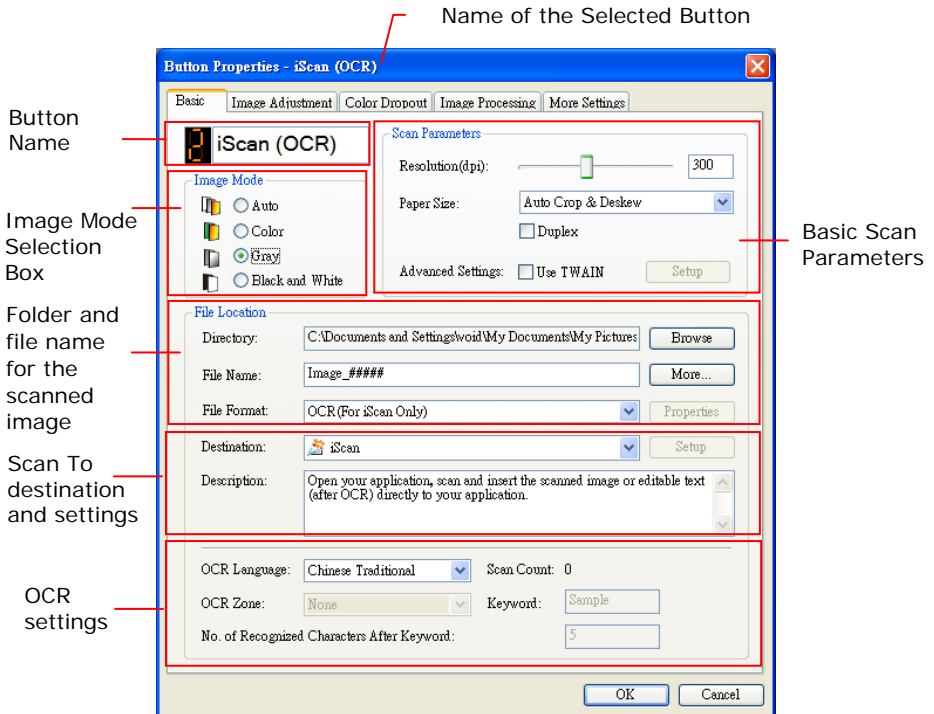 Name of the Selected Button
Button Properties - iScan (OCR)
Basic Image Adjustment Color Dropout Image Processing More Settings
Button
Name
2 iScan (OCR)
Image Mode
Auto
Color
Gray
Black and White
Image Mode
Selection
Box
Scan Parameters
Resolution(dpi): 300
Paper Size: Auto Crop & Deskew
Duplex
Advanced Settings: Use TWAIN Setup
Basic Scan
Parameters
Folder and
file name
for the
scanned
image
File Location
Directory: C:\Documents and Settings\void\My Documents\My Pictures Browse
File Name: Image_##### More...
File Format: OCR(For iScan Only) Properties
Scan To
destination
and settings
Destination: iScan Setup
Description: Open your application, scan and insert the scanned image or editable text
(after OCR) directly to your application.
OCR
settings
OCR Language: Chinese Traditional Scan Count: 0
OCR Zone: None Keyword: Sample
No. of Recognized Characters After Keyword: 5
OK Cancel